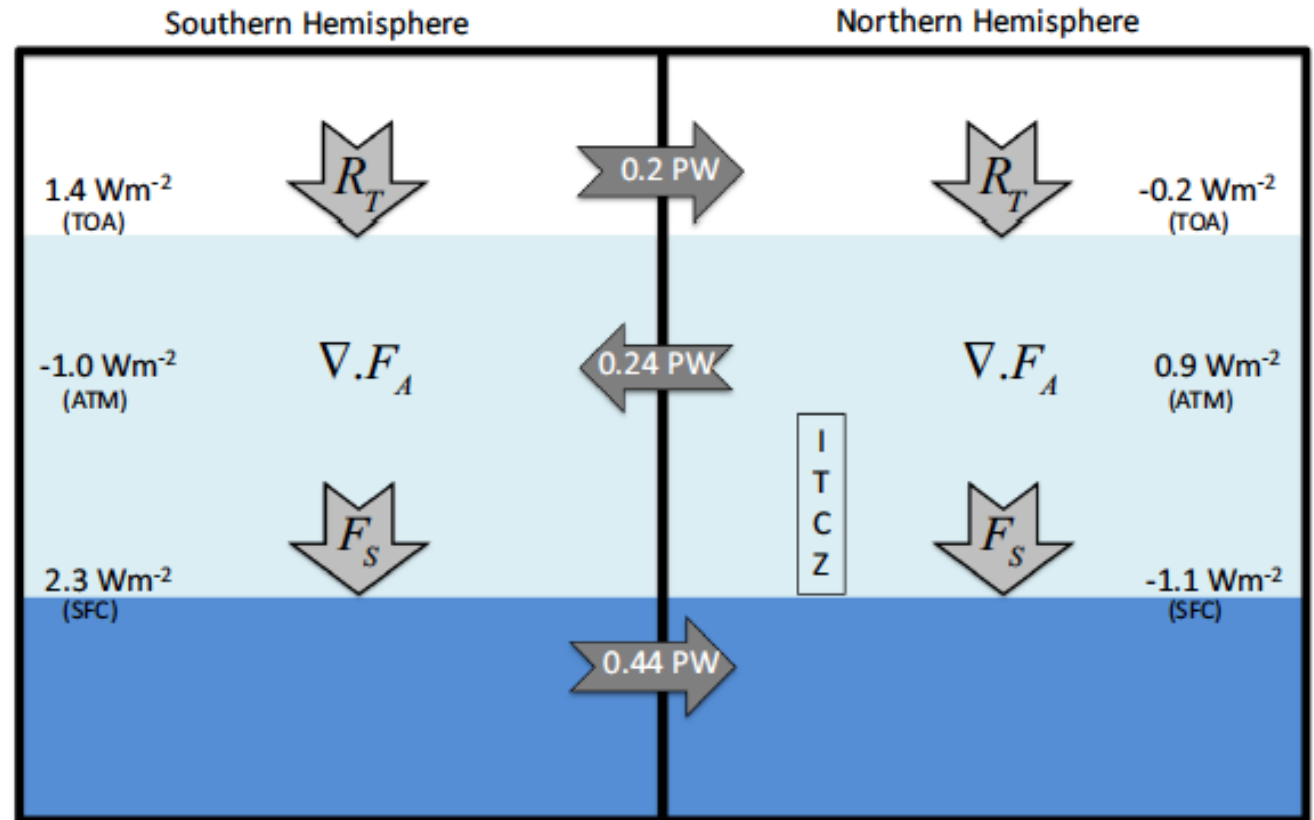 Southern Hemisphere
Northern Hemisphere
R_T
0.2 PW
R_T
1.4 Wm⁻²
(TOA)
-0.2 Wm⁻²
(TOA)
-1.0 Wm⁻²
(ATM)
∇.F_A
0.24 PW
∇.F_A
0.9 Wm⁻²
(ATM)
I
T
C
Z
F_S
F_S
2.3 Wm⁻²
(SFC)
-1.1 Wm⁻²
(SFC)
0.44 PW